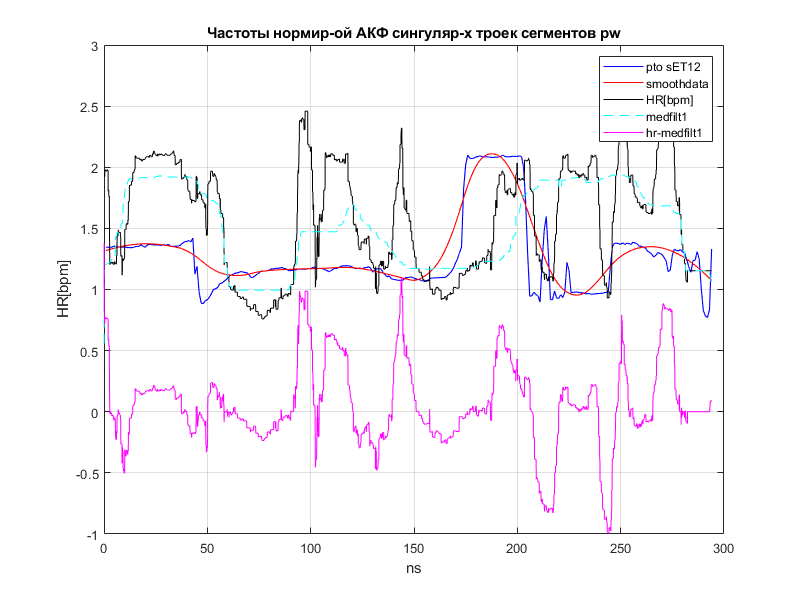 Частоты нормир-ой АКФ сингуляр-х троек сегментов pw
pto sET12
smoothdata
HR[bpm]
medfilt1
hr-medfilt1
3
2.5
2
1.5
1
0.5
0
-0.5
-1
HR[bpm]
0
50
100
150
200
250
300
ns